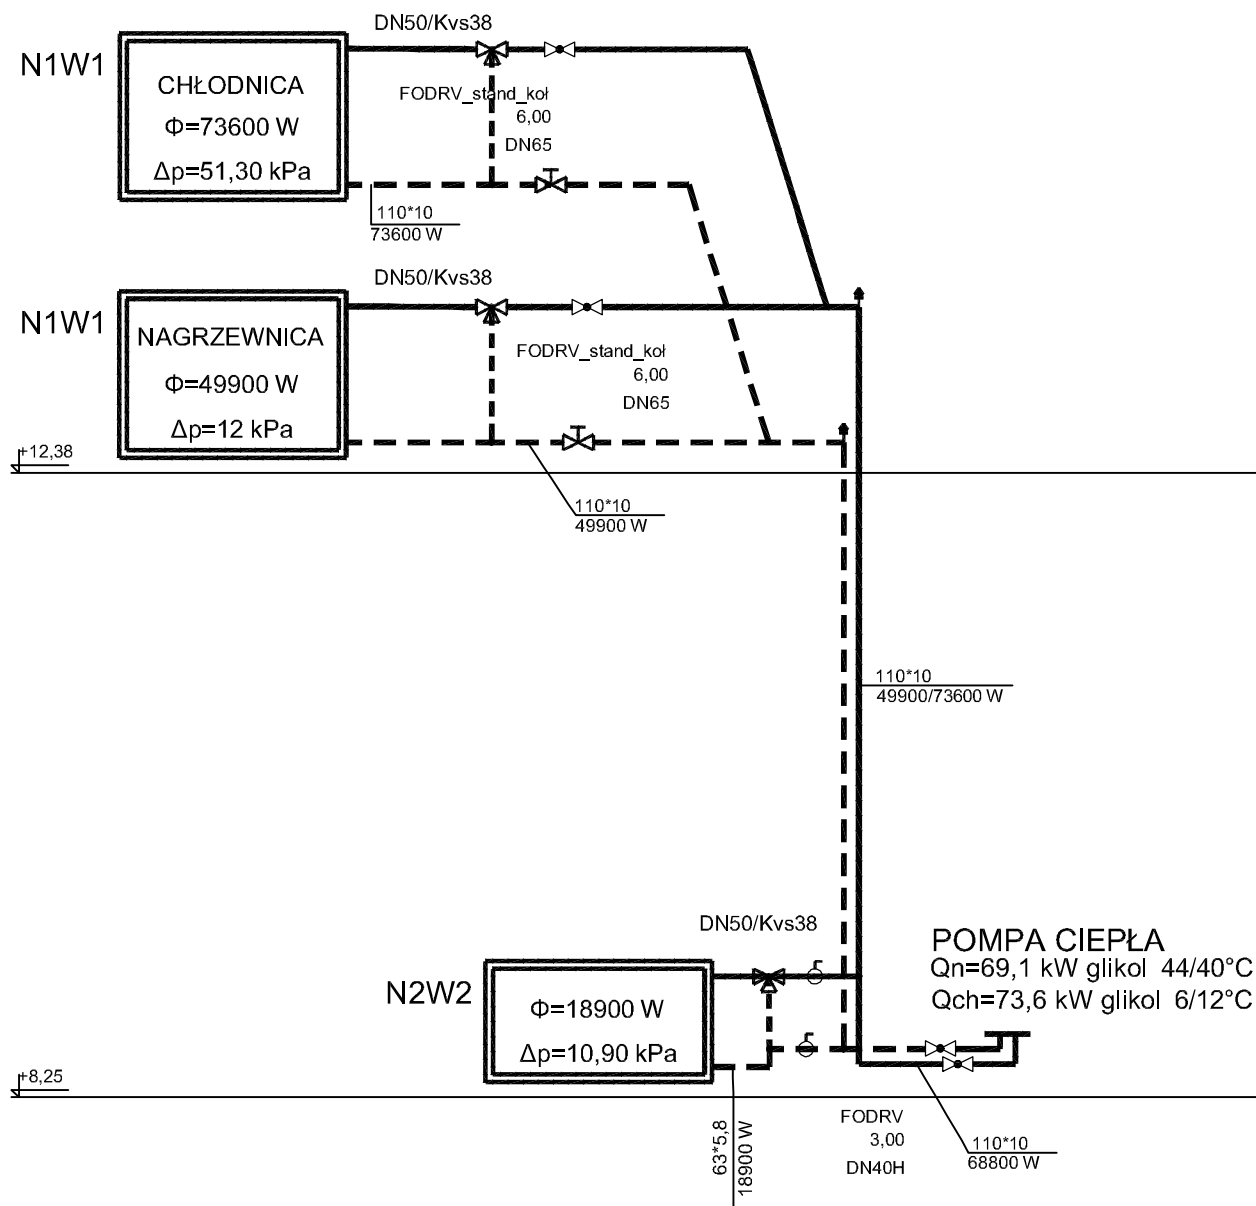 DN50/Kvs38
N1W1
CHŁODNICA
Φ=73600 W
Δp=51,30 kPa
FODRV_stand_koł
6,00
DN65
110*10
73600 W
DN50/Kvs38
N1W1
NAGRZEWNICA
Φ=49900 W
Δp=12 kPa
FODRV_stand_koł
6,00
DN65
+12,38
110*10
49900 W
110*10
49900/73600 W
DN50/Kvs38
POMPA CIEPŁA
Qn=69,1 kW glikol 44/40°C
Qch=73,6 kW glikol 6/12°C
N2W2
Φ=18900 W
Δp=10,90 kPa
+8,25
63*5,8
18900 W
FODRV
3,00
DN40H
110*10
68800 W